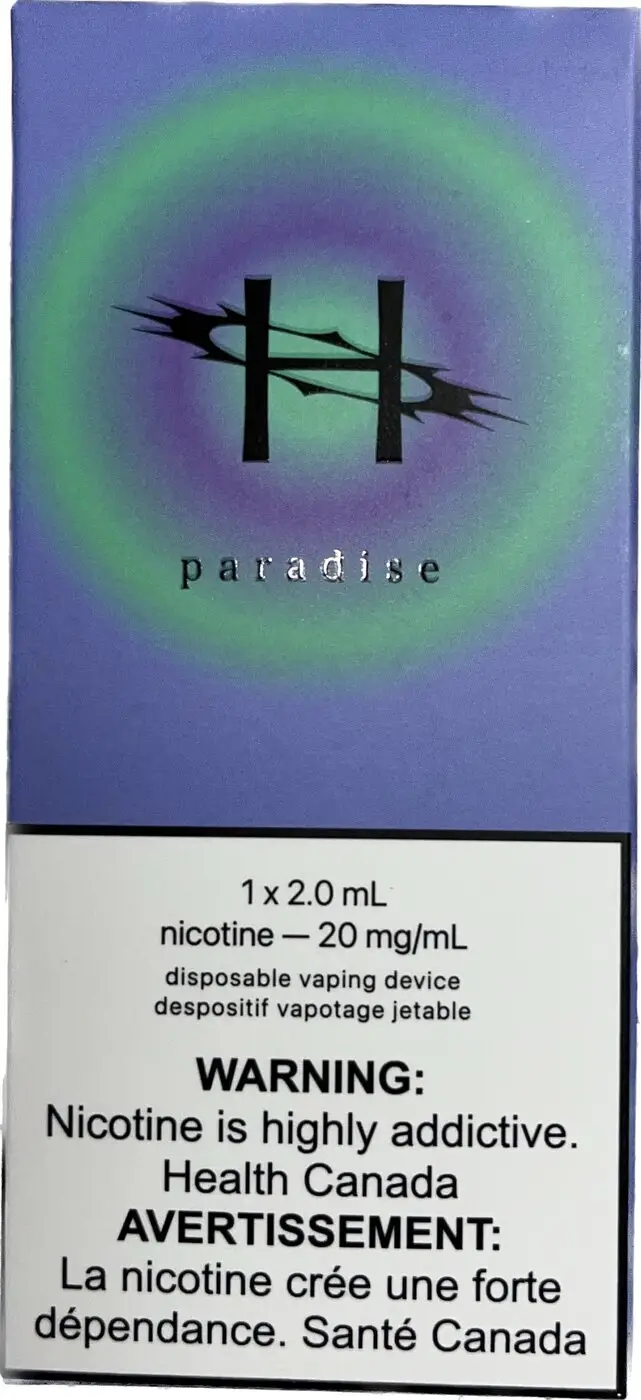 H
paradise
1 x 2.0 mL
nicotine — 20 mg/mL
disposable vaping device
despositif vapotage jetable
WARNING:
Nicotine is highly addictive.
Health Canada
AVERTISSEMENT:
La nicotine crée une forte
dépendance. Santé Canada